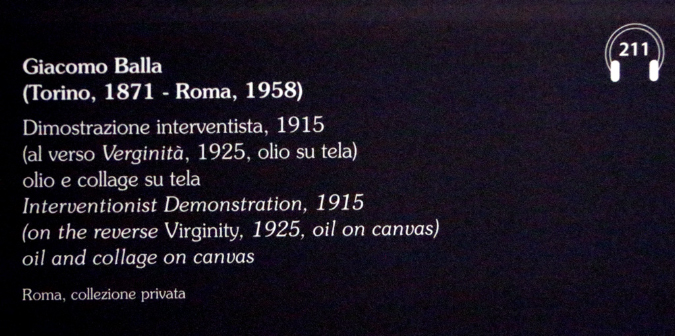 211
Giacomo Balla
(Torino, 1871 - Roma, 1958)
Dimostrazione interventista, 1915
(al verso Verginità, 1925, olio su tela)
olio e collage su tela
Interventionist Demonstration, 1915
(on the reverse Virginity, 1925, oil on canvas)
oil and collage on canvas
Roma, collezione privata